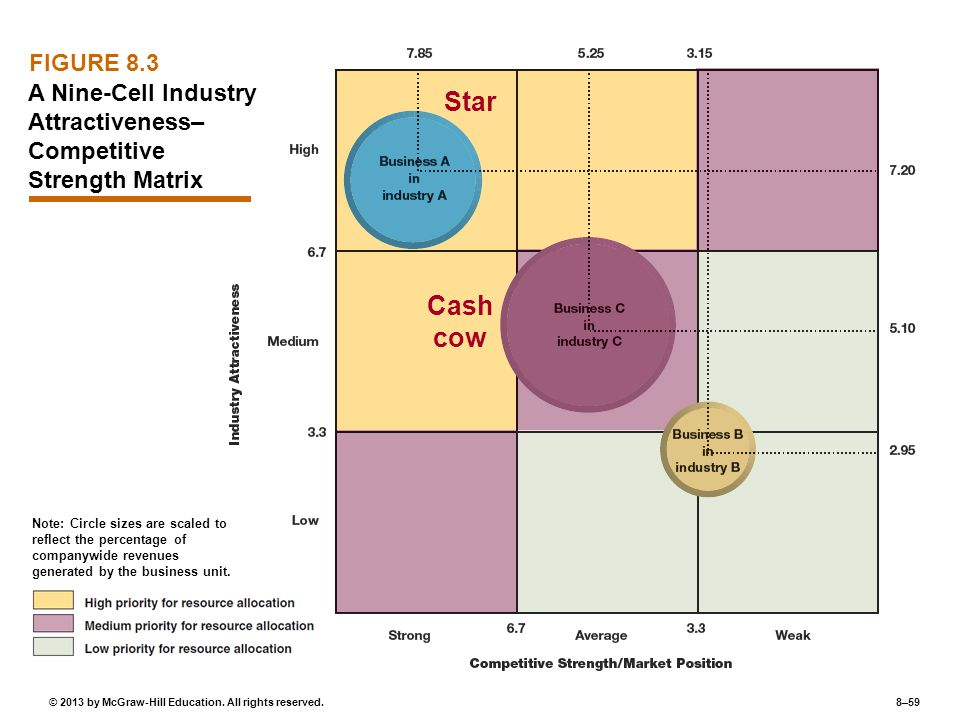 FIGURE 8.3
A Nine-Cell Industry
Attractiveness–
Competitive
Strength Matrix
7.85
5.25
3.15
Star
High
Business A
in
industry A
7.20
6.7
Industry Attractiveness
Cash
cow
Medium
Business C
in
industry C
5.10
3.3
Business B
in
industry B
2.95
Low
Note: Circle sizes are scaled to
reflect the percentage of
companywide revenues
generated by the business unit.
High priority for resource allocation
Medium priority for resource allocation
Low priority for resource allocation
Strong
6.7
Average
3.3
Weak
Competitive Strength/Market Position
© 2013 by McGraw-Hill Education. All rights reserved.
8–59